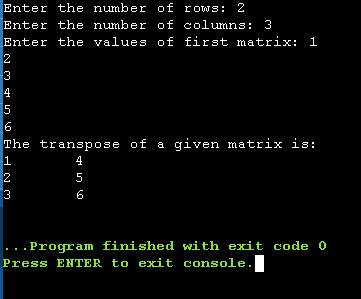 Enter the number of rows: 2
Enter the number of columns: 3
Enter the values of first matrix: 1
2
3
4
5
6
The transpose of a given matrix is:
1 4
2 5
3 6
...Program finished with exit code 0
Press ENTER to exit console.